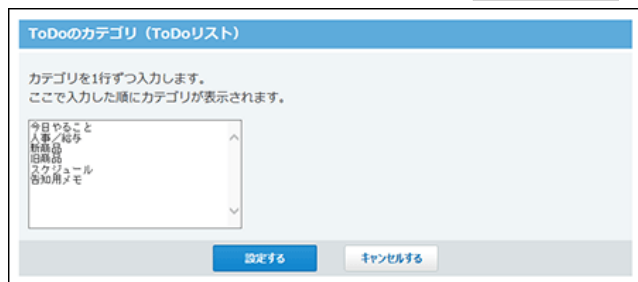 ToDoのカテゴリ（ToDoリスト）
カテゴリを1行ずつ入力します。
ここで入力した順にカテゴリが表示されます。
今日やること
人事／給与
新商品
旧商品
スケジュール
告知用メモ
設定する
キャンセルする